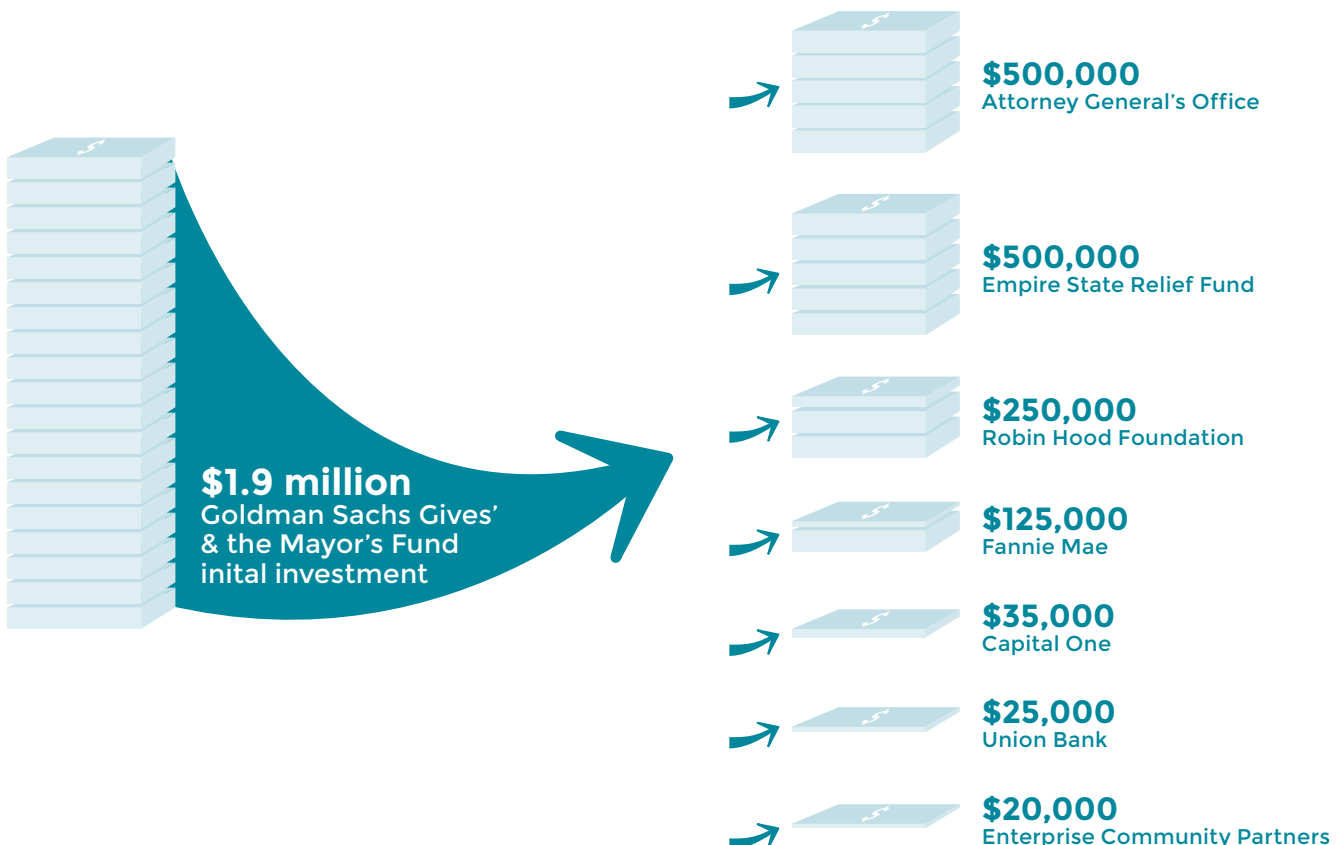 $1.9 million
Goldman Sachs Gives’
& the Mayor’s Fund
inital investment
$500,000
Attorney General’s Office
$500,000
Empire State Relief Fund
$250,000
Robin Hood Foundation
$125,000
Fannie Mae
$35,000
Capital One
$25,000
Union Bank
$20,000
Enterprise Community Partners